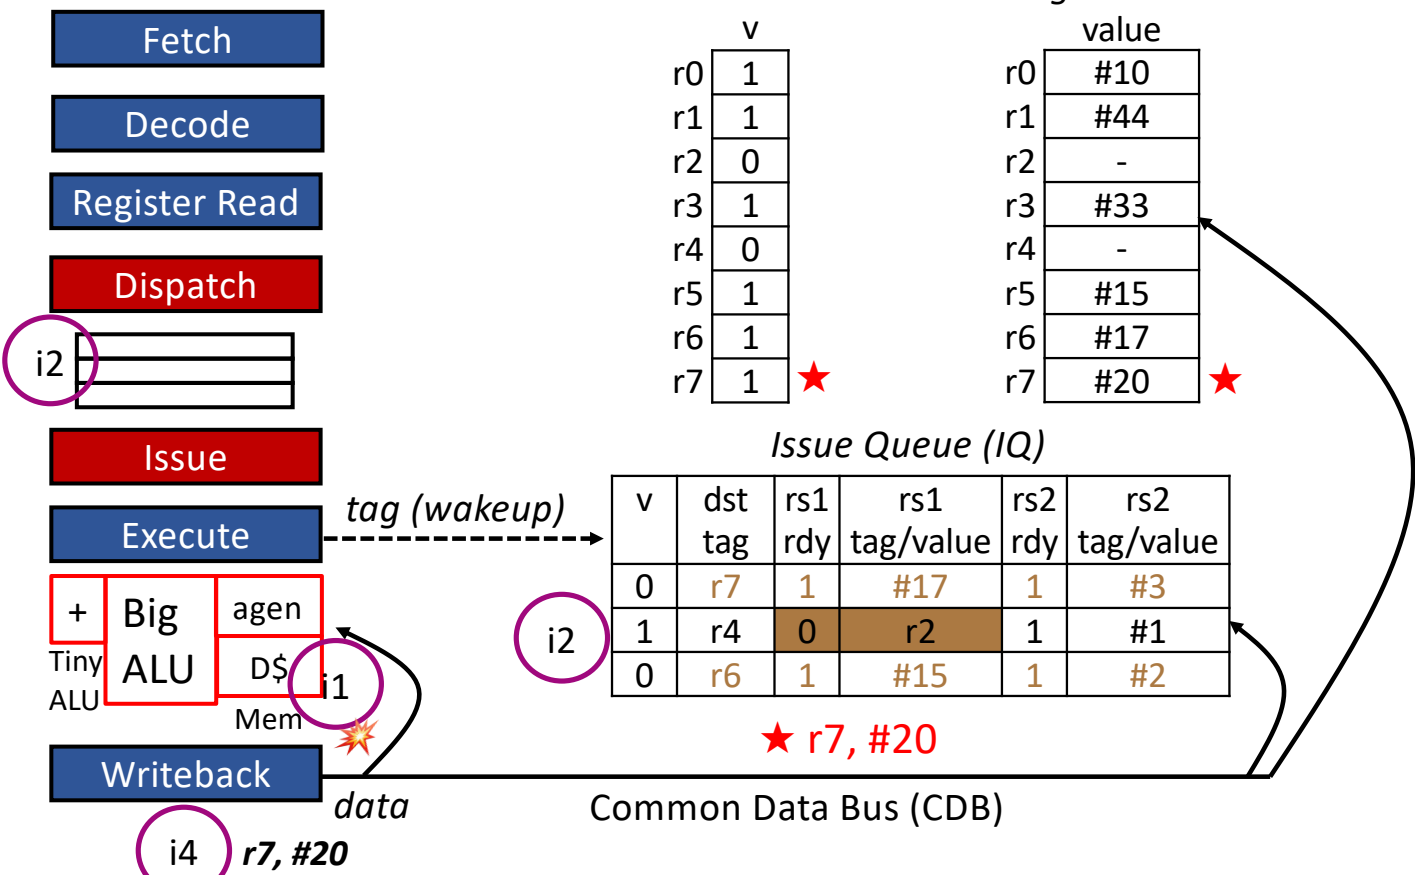 Fetch
Decode
Register Read
Dispatch
i2
Issue
Execute
+
Big
ALU
agen
D$
Tiny
ALU
Mem
i1
Writeback
i4
r7, #20
data
tag (wakeup)
v
r0 1
r1 1
r2 0
r3 1
r4 0
r5 1
r6 1
r7 1 ★
value
r0 #10
r1 #44
r2 -
r3 #33
r4 -
r5 #15
r6 #17
r7 #20 ★
Issue Queue (IQ)
v dst tag rs1 rdy rs1 tag/value rs2 rdy rs2 tag/value
0 r7 1 #17 1 #3
i2 1 r4 0 r2 1 #1
0 r6 1 #15 1 #2
★ r7, #20
Common Data Bus (CDB)